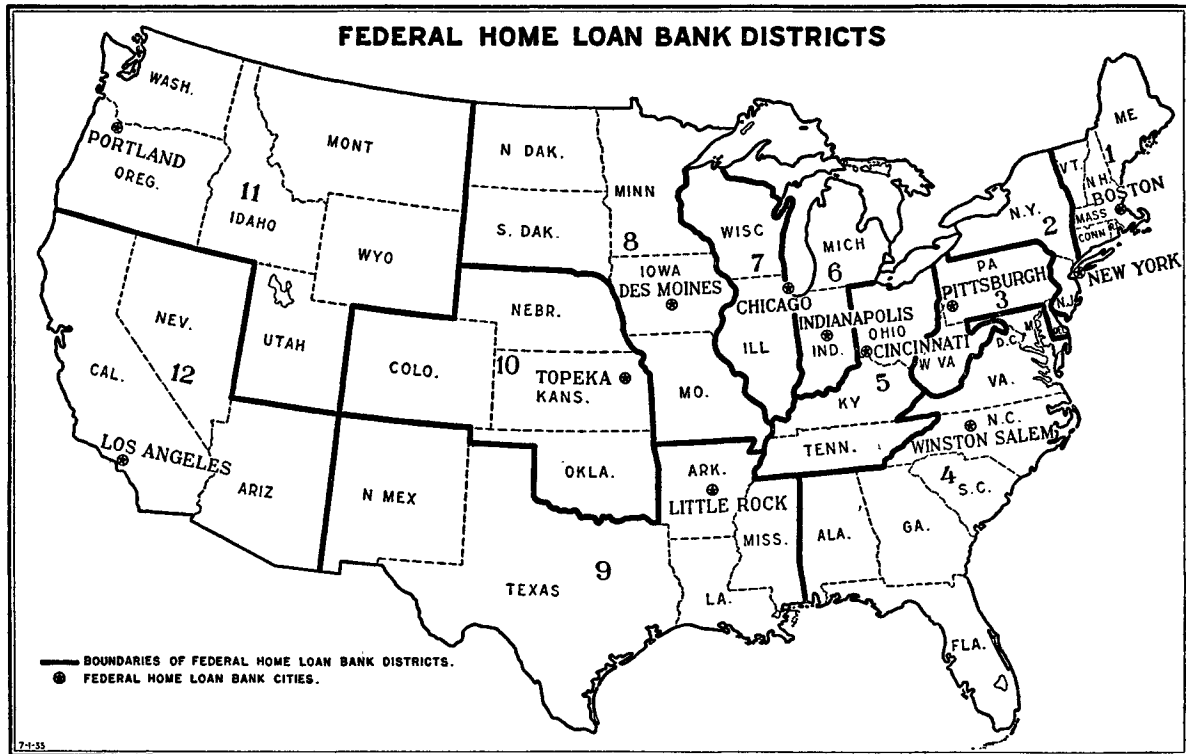 FEDERAL HOME LOAN BANK DISTRICTS
WASH.
PORTLAND
OREG.
MONT
11
IDAHO
WYO
N DAK.
S. DAK.
MINN
8
WISC
7
MICH
6
IOWA
DES MOINES
CHICAGO
ILL
INDIANAPOLIS
IND.
OHIO
CINCINNATI
5
KY
TENN.
W VA
PA
PITTSBURGH
3
N.Y.
2
NEW YORK
N.J.
ME
1
VT.
N.H.
BOSTON
MASS
CONN
R.I.
MD.
D.C.
VA.
N.C.
WINSTON SALEM
4
S.C.
GA.
ALA.
FLA.
MISS.
LA.
ARK.
LITTLE ROCK
MO.
NEBR.
10
TOPEKA
KANS.
OKLA.
COLO.
UTAH
NEV.
CAL.
12
LOS ANGELES
ARIZ
N MEX
TEXAS
9
BOUNDARIES OF FEDERAL HOME LOAN BANK DISTRICTS.
FEDERAL HOME LOAN BANK CITIES.
7-1-35